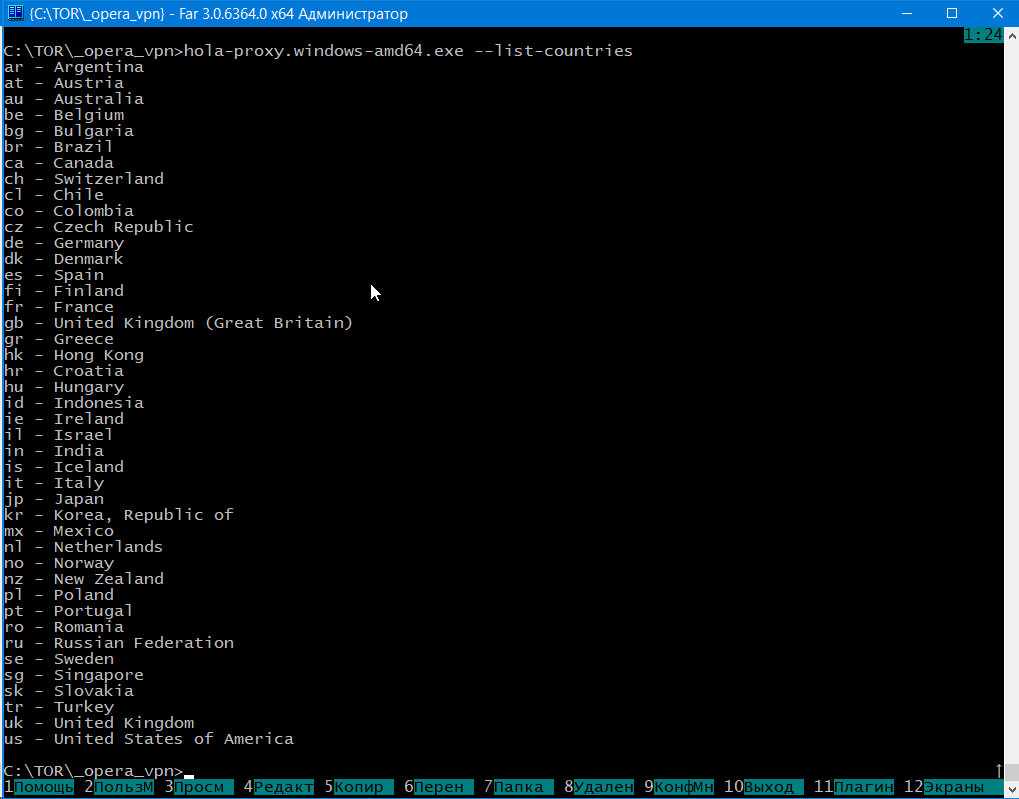 {C:\TOR\_opera_vpn} - Far 3.0.6364.0 x64 Администратор
1:24
C:\TOR\_opera_vpn>hola-proxy.windows-amd64.exe --list-countries
ar - Argentina
at - Austria
au - Australia
be - Belgium
bg - Bulgaria
br - Brazil
ca - Canada
ch - Switzerland
cl - Chile
co - Colombia
cz - Czech Republic
de - Germany
dk - Denmark
es - Spain
fi - Finland
fr - France
gb - United Kingdom (Great Britain)
gr - Greece
hk - Hong Kong
hr - Croatia
hu - Hungary
id - Indonesia
ie - Ireland
il - Israel
in - India
is - Iceland
it - Italy
jp - Japan
kr - Korea, Republic of
mx - Mexico
nl - Netherlands
no - Norway
nz - New Zealand
pl - Poland
pt - Portugal
ro - Romania
ru - Russian Federation
se - Sweden
sg - Singapore
sk - Slovakia
tr - Turkey
uk - United Kingdom
us - United States of America
C:\TOR\_opera_vpn>
1Помощь 2ПользМ 3Просм 4Редакт 5Копир 6Перен 7Папка 8Удален 9КонфМн 10Выход 11Плагин 12Экраны